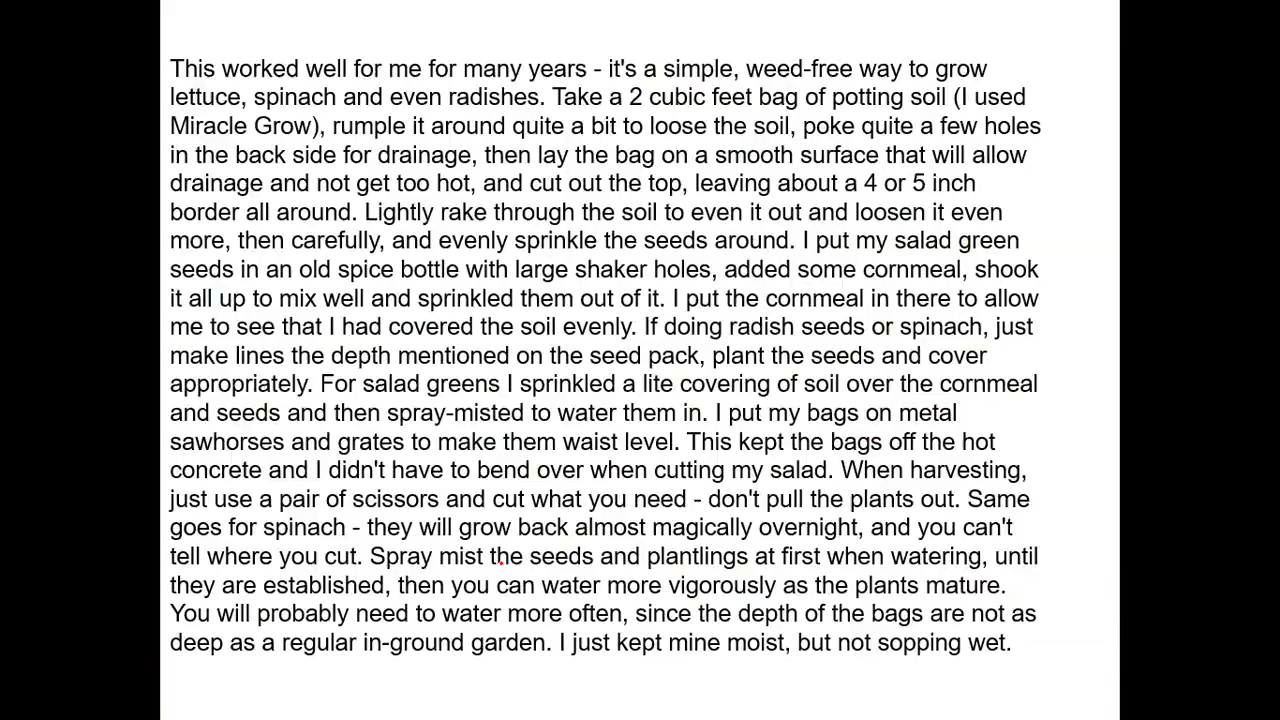 This worked well for me for many years - it's a simple, weed-free way to grow
lettuce, spinach and even radishes. Take a 2 cubic feet bag of potting soil (I used
Miracle Grow), rumple it around quite a bit to loose the soil, poke quite a few holes
in the back side for drainage, then lay the bag on a smooth surface that will allow
drainage and not get too hot, and cut out the top, leaving about a 4 or 5 inch
border all around. Lightly rake through the soil to even it out and loosen it even
more, then carefully, and evenly sprinkle the seeds around. I put my salad green
seeds in an old spice bottle with large shaker holes, added some cornmeal, shook
it all up to mix well and sprinkled them out of it. I put the cornmeal in there to allow
me to see that I had covered the soil evenly. If doing radish seeds or spinach, just
make lines the depth mentioned on the seed pack, plant the seeds and cover
appropriately. For salad greens I sprinkled a lite covering of soil over the cornmeal
and seeds and then spray-misted to water them in. I put my bags on metal
sawhorses and grates to make them waist level. This kept the bags off the hot
concrete and I didn't have to bend over when cutting my salad. When harvesting,
just use a pair of scissors and cut what you need - don't pull the plants out. Same
goes for spinach - they will grow back almost magically overnight, and you can't
tell where you cut. Spray mist the seeds and plantlings at first when watering, until
they are established, then you can water more vigorously as the plants mature.
You will probably need to water more often, since the depth of the bags are not as
deep as a regular in-ground garden. I just kept mine moist, but not sopping wet.